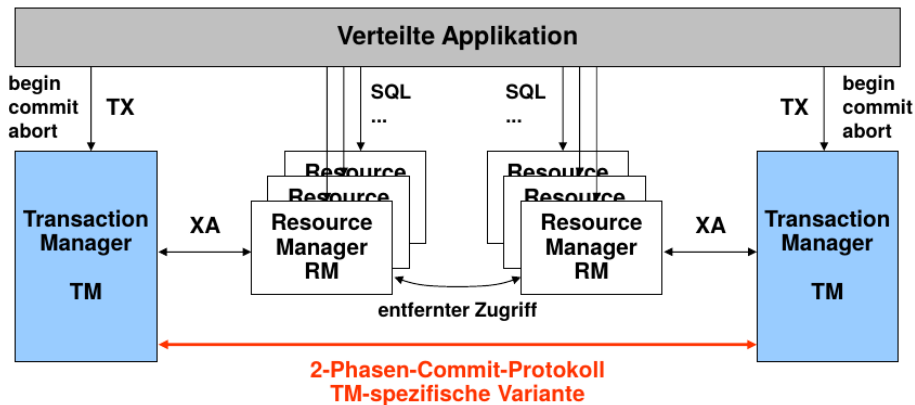 Verteilte Applikation
begin
commit
abort
TX
SQL
...
SQL
...
TX
begin
commit
abort
Transaction
Manager
TM
XA
Resource
Resource
Resource
Manager
RM
Resource
Resource
Resource
Manager
RM
XA
Transaction
Manager
TM
entfernter Zugriff
2-Phasen-Commit-Protokoll
TM-spezifische Variante